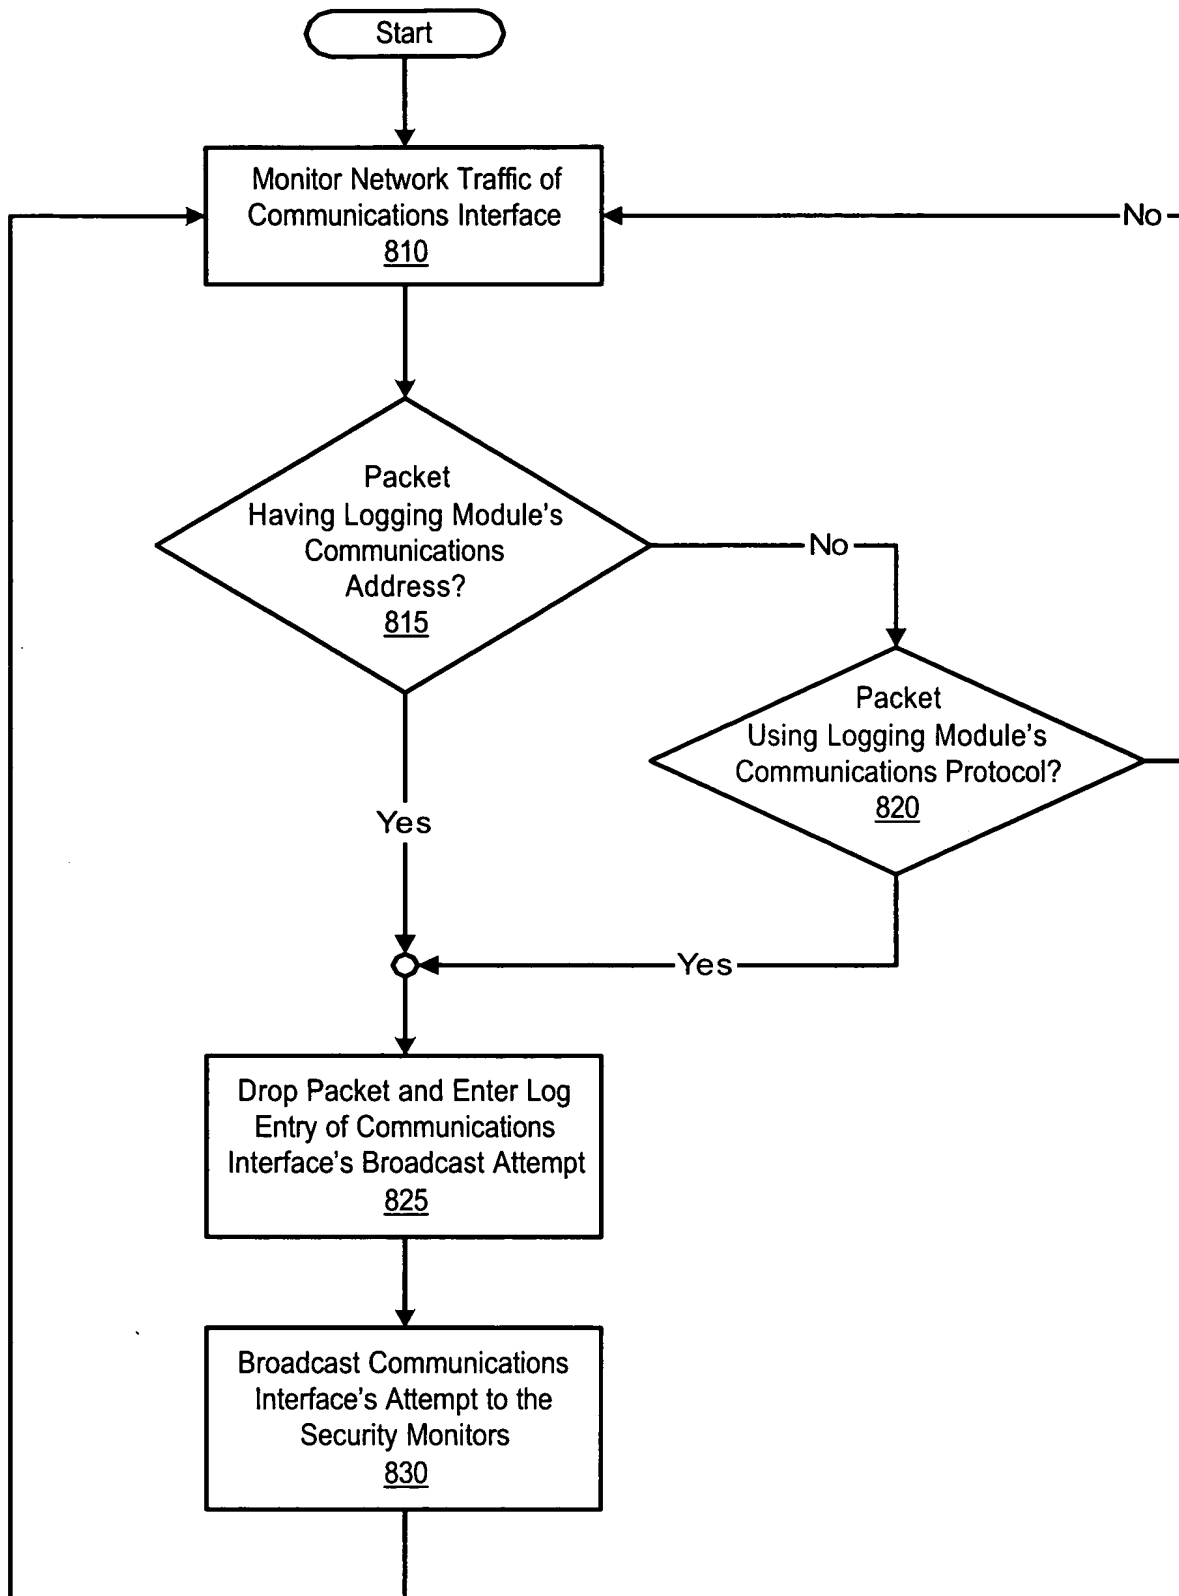 Start
Monitor Network Traffic of
Communications Interface
810
No
Packet
Having Logging Module's
Communications
Address?
815
No
Packet
Using Logging Module's
Communications Protocol?
820
Yes
Yes
Drop Packet and Enter Log
Entry of Communications
Interface's Broadcast Attempt
825
Broadcast Communications
Interface's Attempt to the
Security Monitors
830